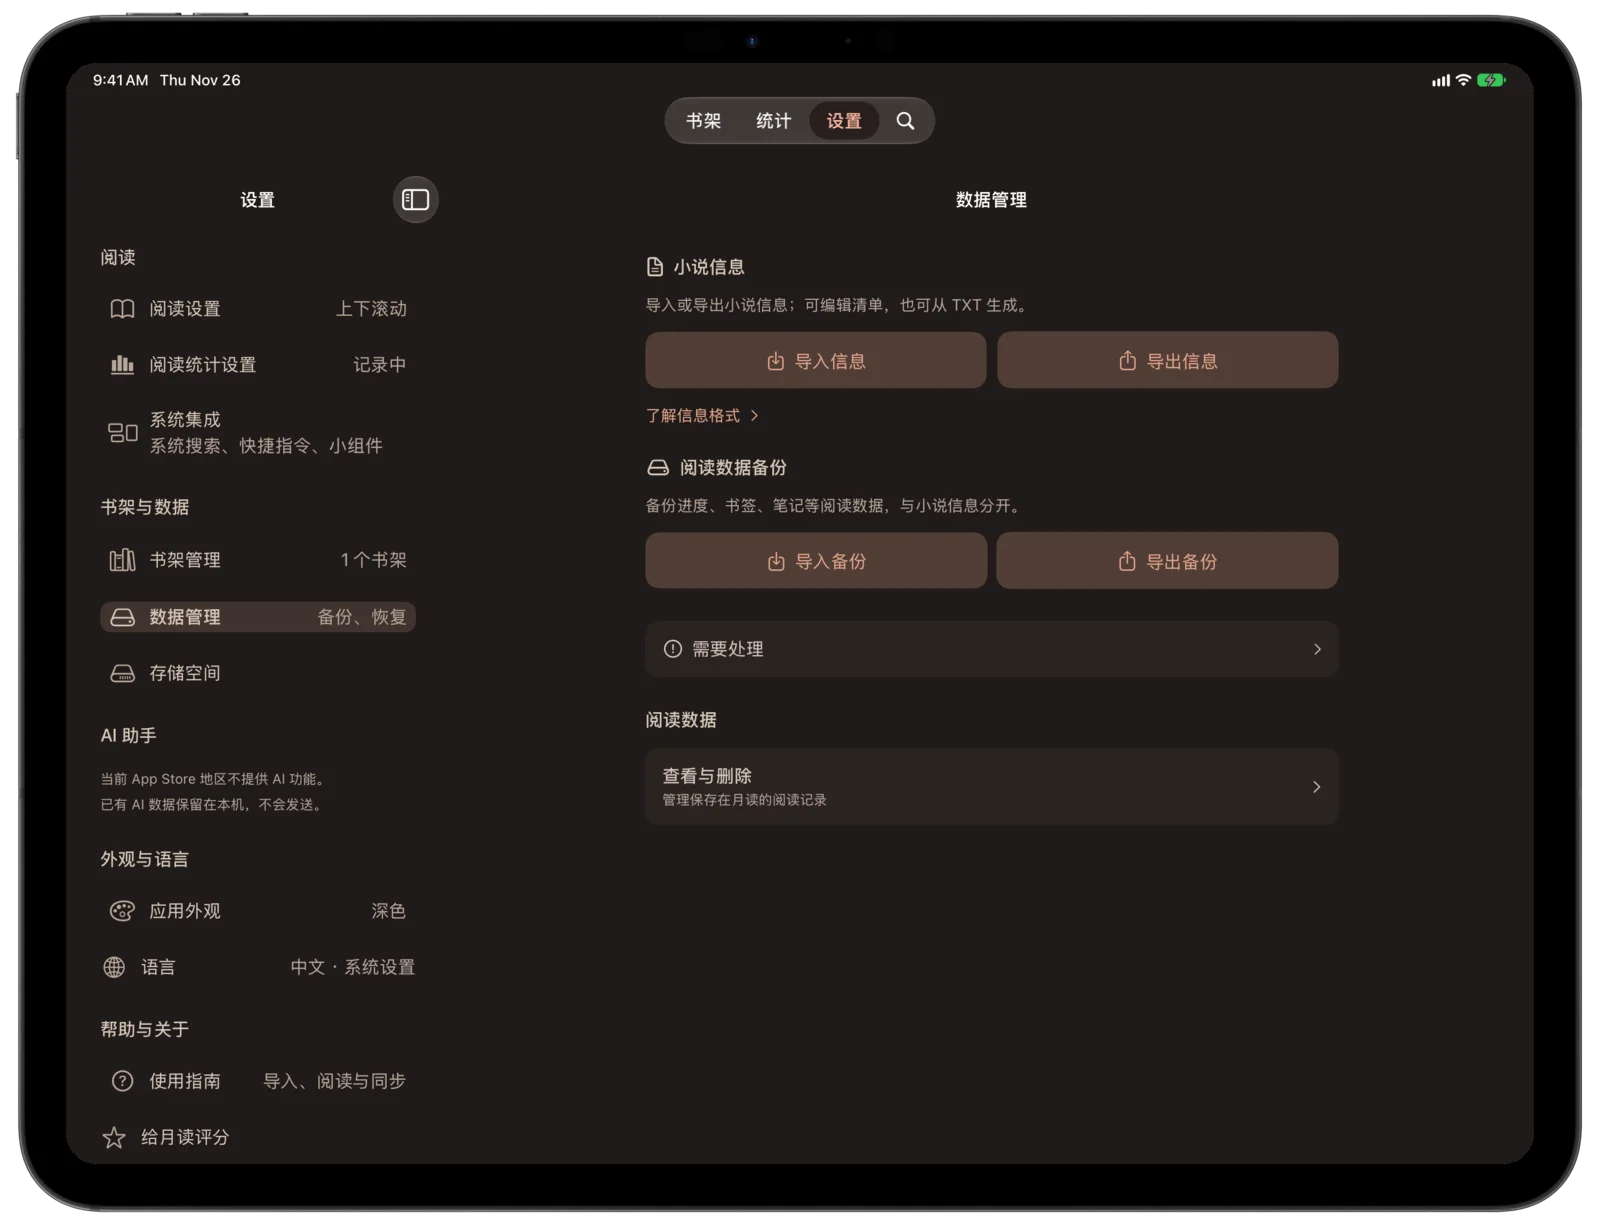 9:41 AM Thu Nov 26
书架 统计 设置
设置
阅读
阅读设置 上下滚动
阅读统计设置 记录中
系统集成
系统搜索、快捷指令、小组件
书架与数据
书架管理 1 个书架
数据管理 备份、恢复
存储空间
AI 助手
当前 App Store 地区不提供 AI 功能。
已有 AI 数据保留在本机，不会发送。
外观与语言
应用外观 深色
语言 中文 · 系统设置
帮助与关于
使用指南 导入、阅读与同步
给月读评分
数据管理
小说信息
导入或导出小说信息；可编辑清单，也可从 TXT 生成。
导入信息 导出信息
了解信息格式
阅读数据备份
备份进度、书签、笔记等阅读数据，与小说信息分开。
导入备份 导出备份
需要处理
阅读数据
查看与删除
管理保存在月读的阅读记录